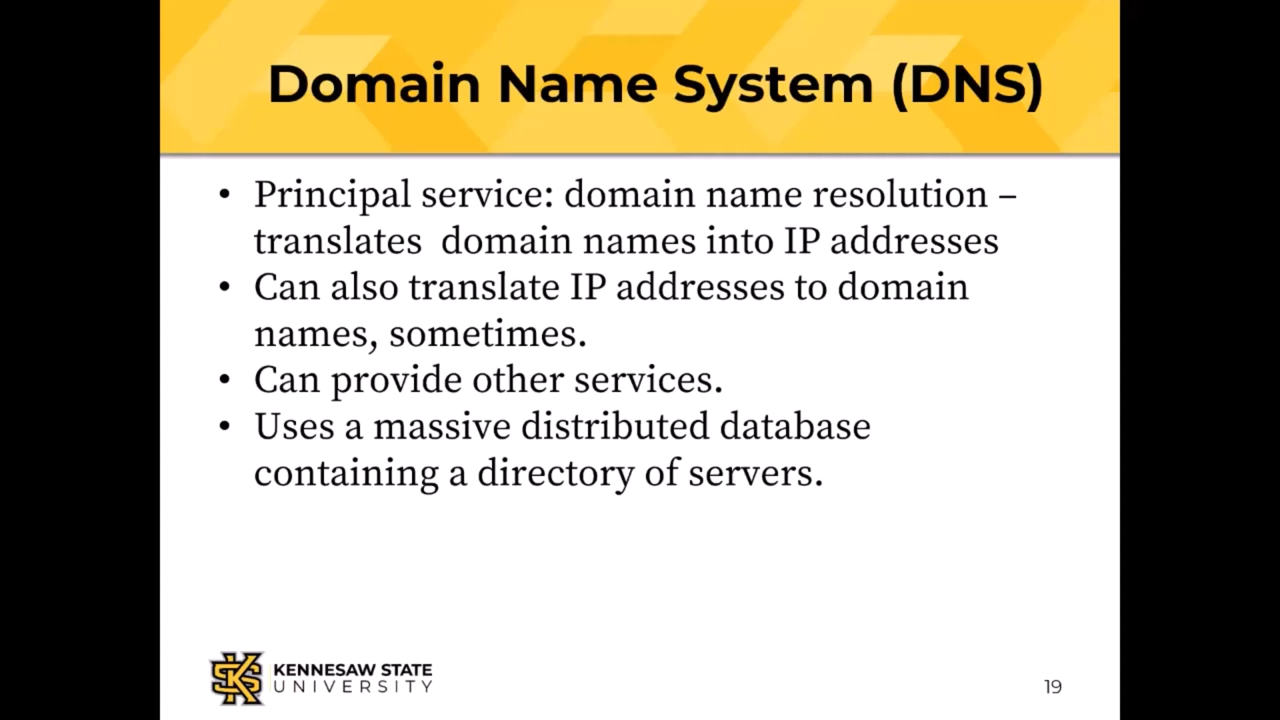 Domain Name System (DNS)
• Principal service: domain name resolution –
translates  domain names into IP addresses
• Can also translate IP addresses to domain
names, sometimes.
• Can provide other services.
• Uses a massive distributed database
containing a directory of servers.
KS
KENNESAW STATE
UNIVERSITY
19